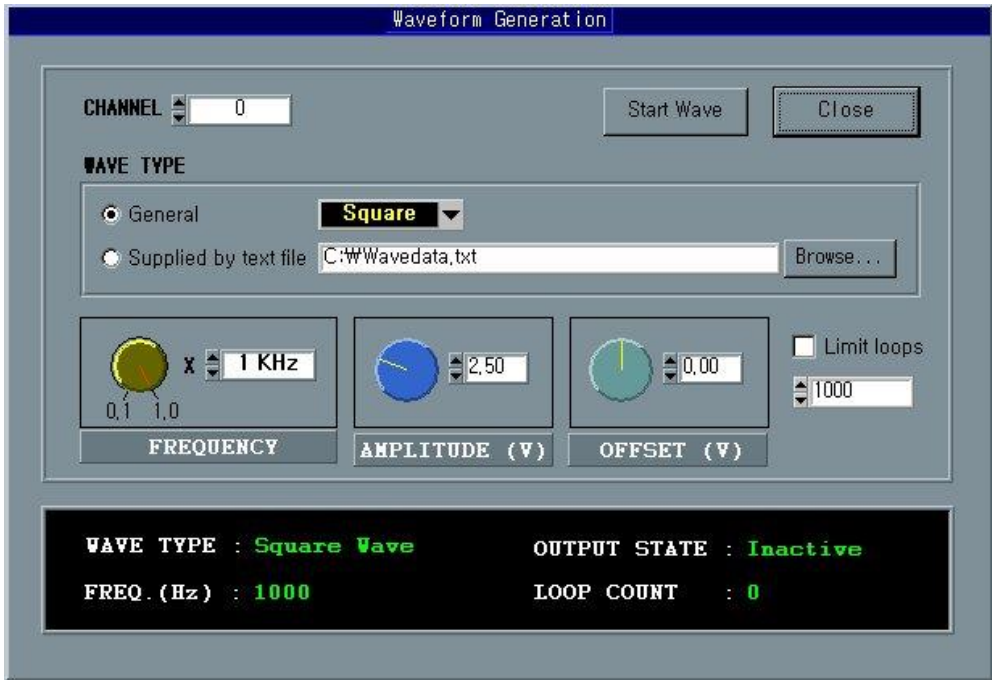 Waveform Generation
CHANNEL 0
Start Wave
Close
WAVE TYPE
General
Square
Supplied by text file
C:₩Wavedata,txt
Browse...
0,1 1,0
X 1 KHz
FREQUENCY
2,50
AMPLITUDE (V)
0,00
OFFSET (V)
Limit loops
1000
WAVE TYPE : Square Wave
OUTPUT STATE : Inactive
FREQ.(Hz) : 1000
LOOP COUNT : 0